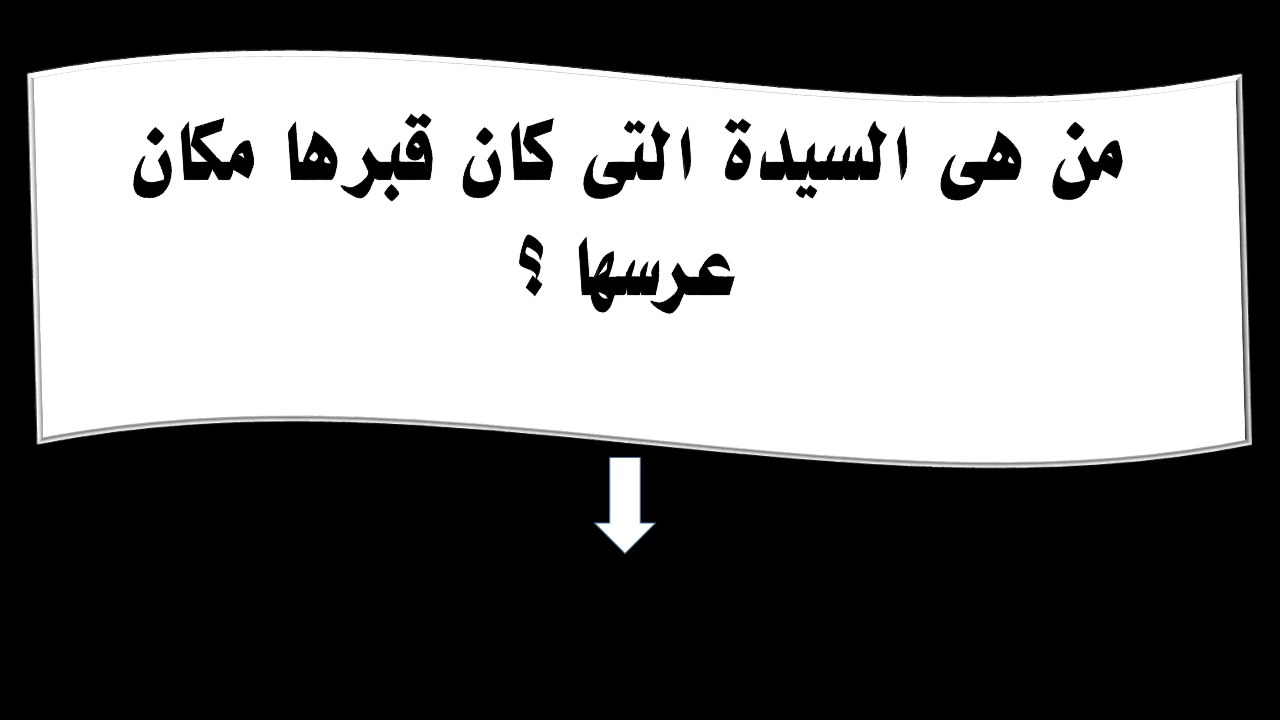 من هى السيدة التى كان قبرها مكان
عرسها ؟